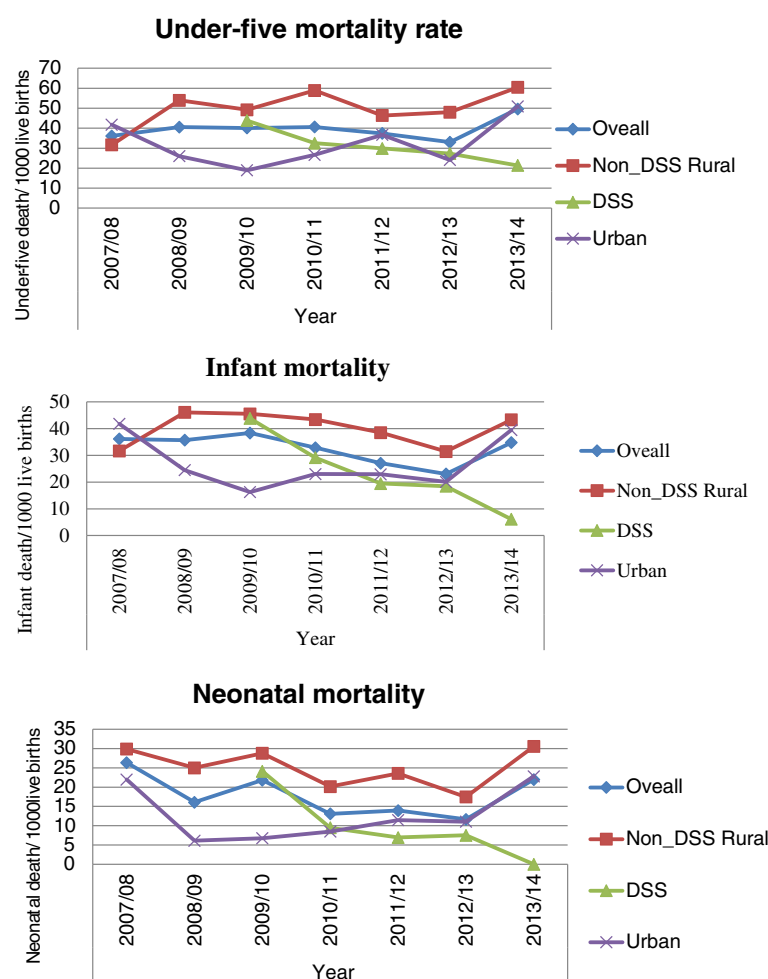 Under-five mortality rate
Underfive death/1000 live births
70
60
50
40
30
20
10
0
2007/08
2008/09
2009/10
2010/11
2011/12
2012/13
2013/14
Year
Oveall
Non_DSS Rural
DSS
Urban
Infant mortality
Infant death/1000 live births
50
40
30
20
10
0
2007/08
2008/09
2009/10
2010/11
2011/12
2012/13
2013/14
Year
Oveall
Non_DSS Rural
DSS
Urban
Neonatal mortality
Neonatal death/ 1000live births
35
30
25
20
15
10
5
0
2007/08
2008/09
2009/10
2010/11
2011/12
2012/13
2013/14
Year
Oveall
Non_DSS Rural
DSS
Urban